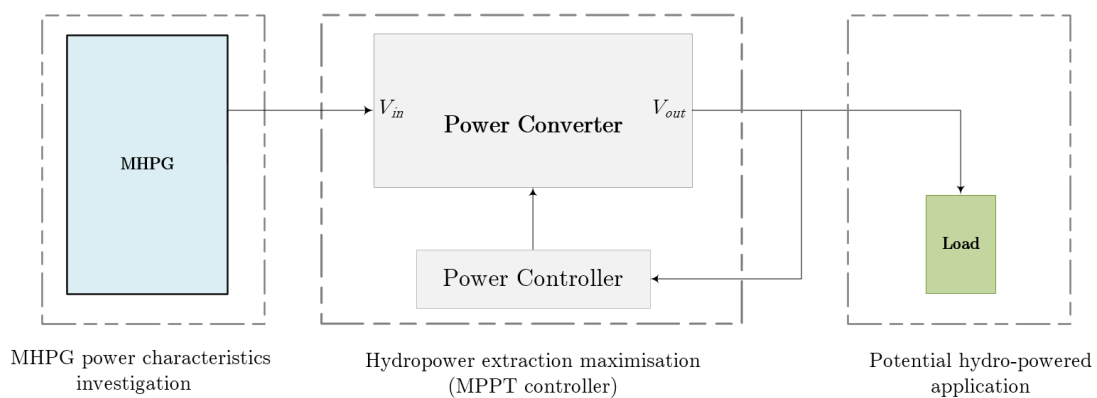 MHPG
V_in
Power Converter
V_out
Power Controller
Load
MHPG power characteristics
investigation
Hydropower extraction maximisation
(MPPT controller)
Potential hydro-powered
application